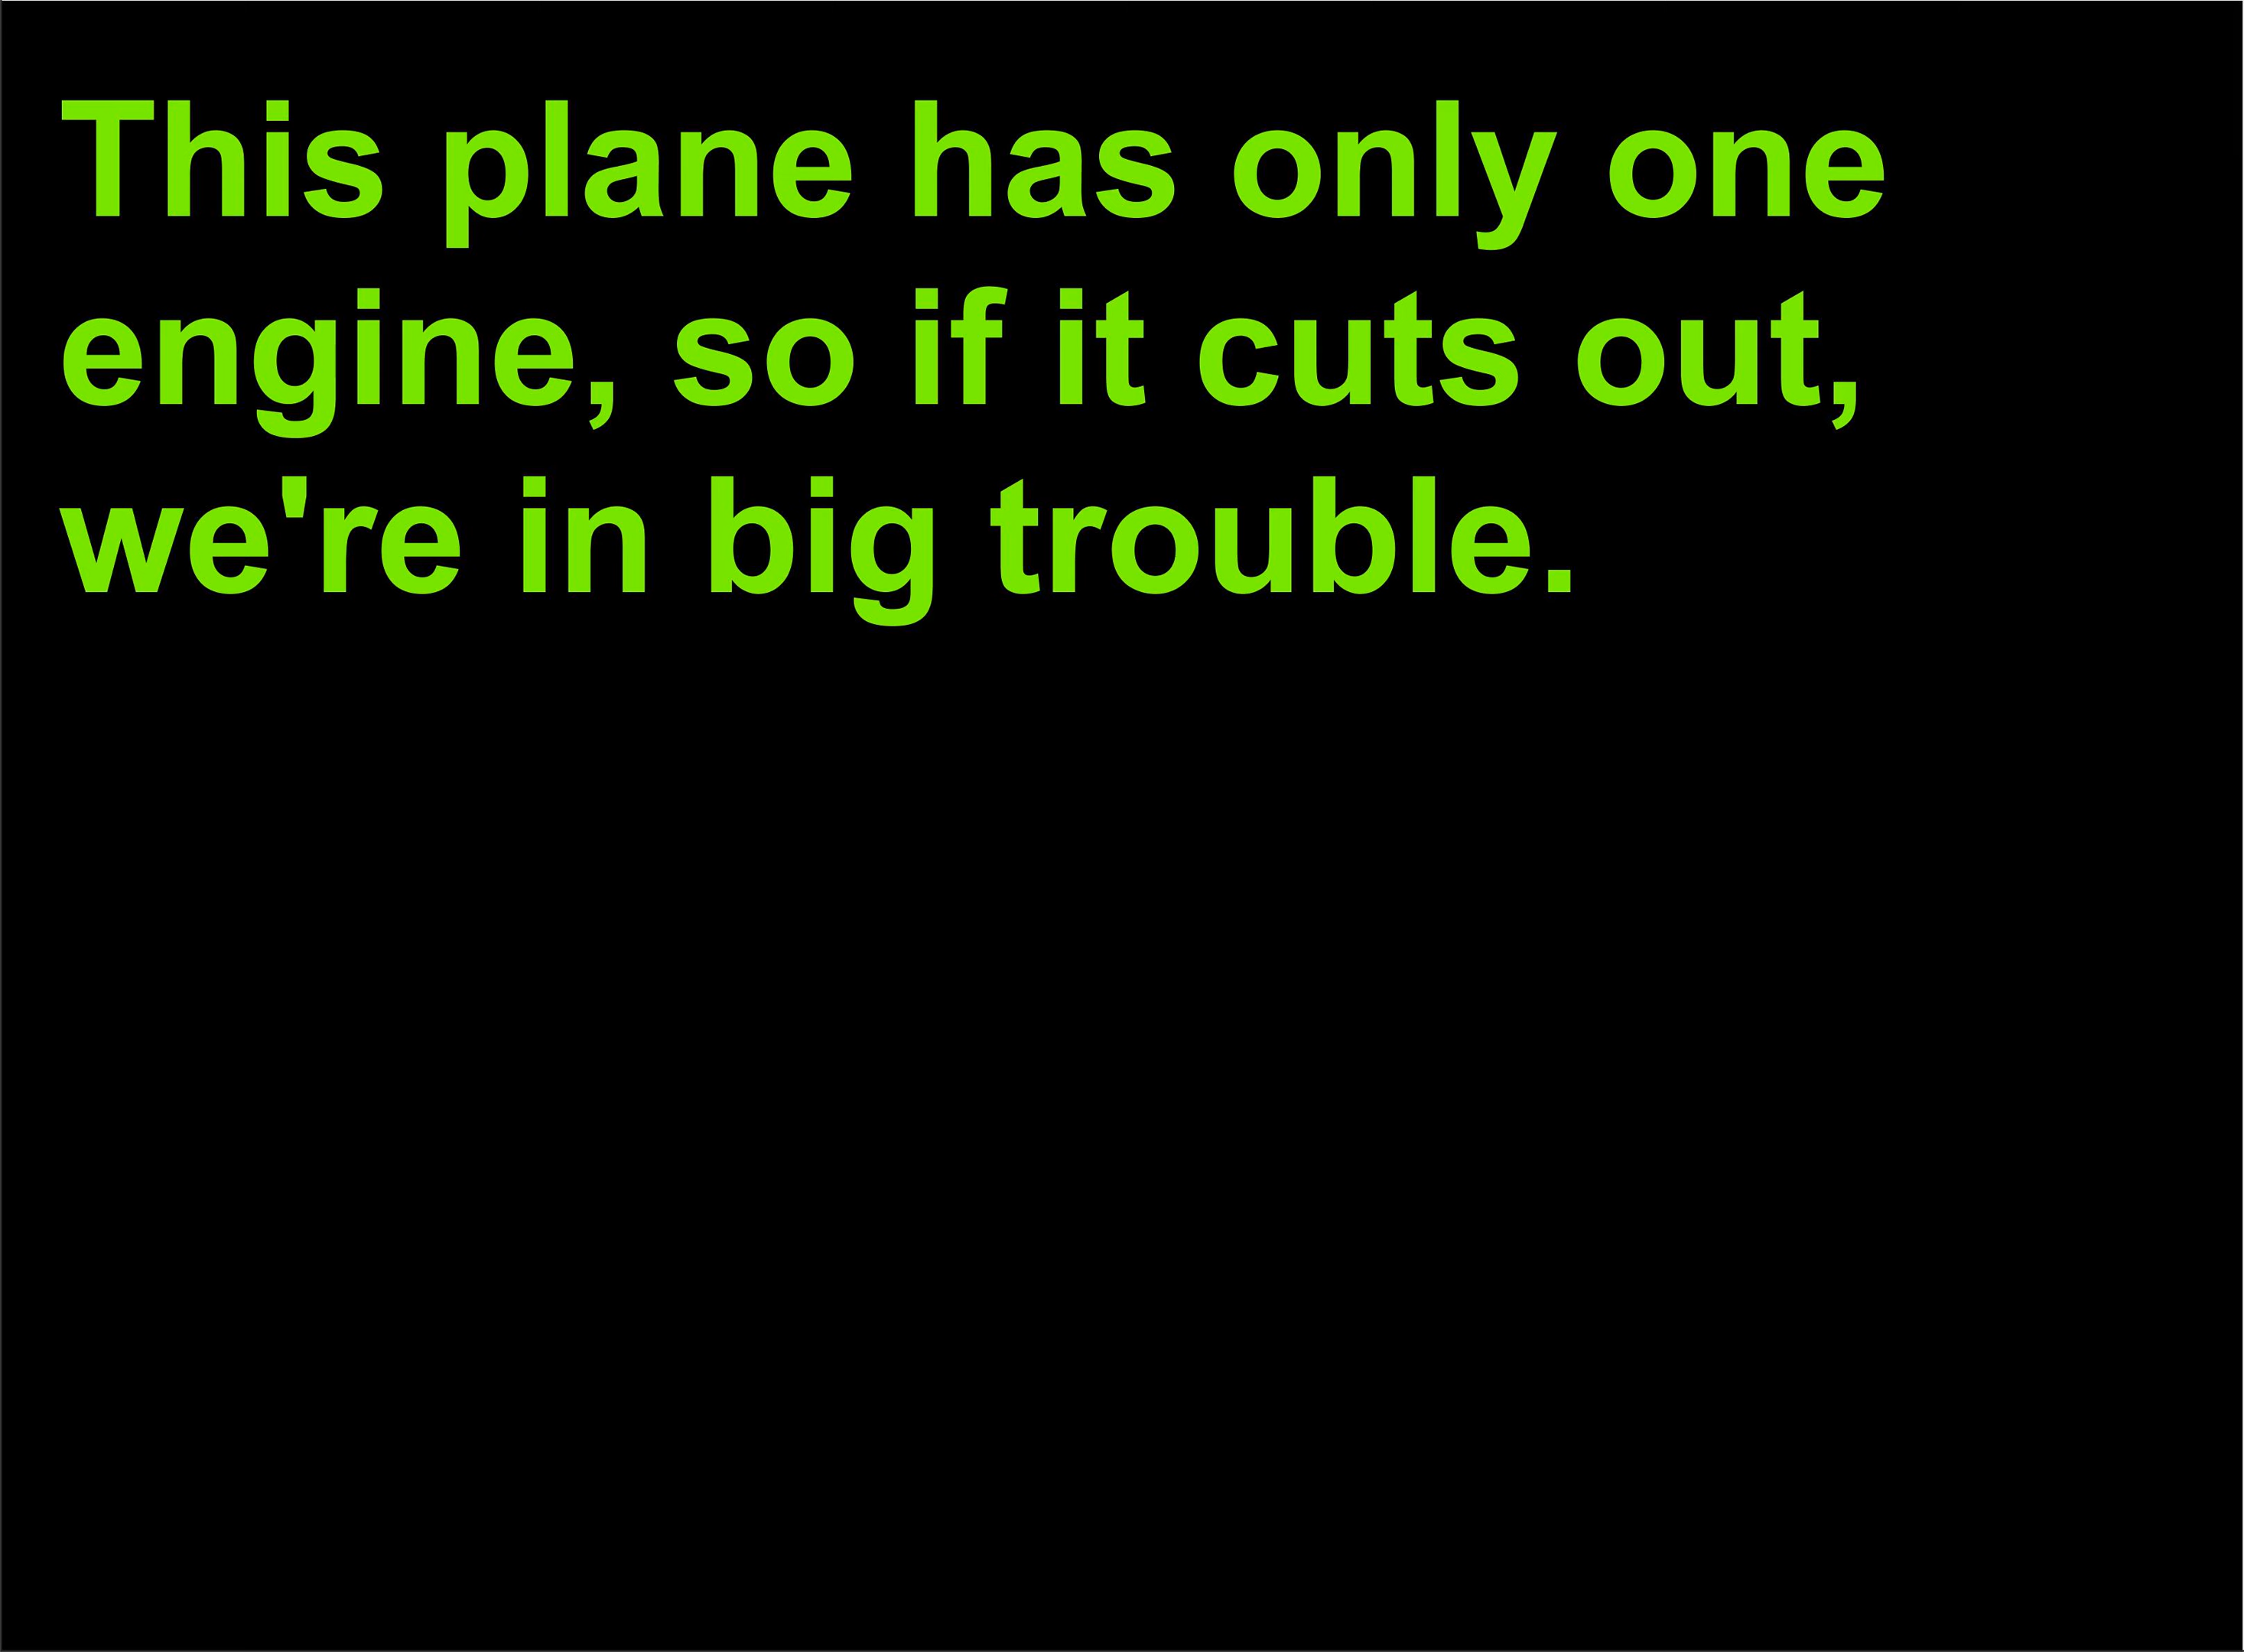 This plane has only one
engine, so if it cuts out,
we're in big trouble.